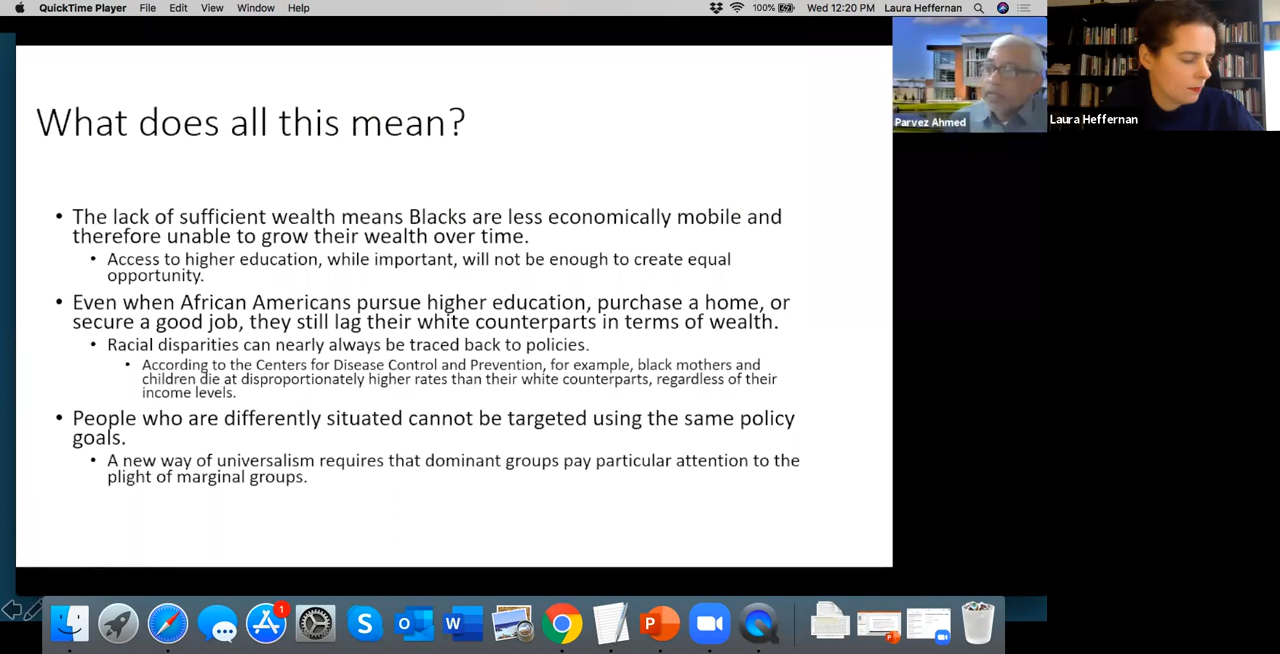 QuickTime Player File Edit View Window Help 100% Wed 12:20 PM Laura Heffernan
What does all this mean?
Parvez Ahmed
Laura Heffernan
• The lack of sufficient wealth means Blacks are less economically mobile and
therefore unable to grow their wealth over time.
• Access to higher education, while important, will not be enough to create equal
opportunity.
• Even when African Americans pursue higher education, purchase a home, or
secure a good job, they still lag their white counterparts in terms of wealth.
• Racial disparities can nearly always be traced back to policies.
• According to the Centers for Disease Control and Prevention, for example, black mothers and
children die at disproportionately higher rates than their white counterparts, regardless of their
income levels.
• People who are differently situated cannot be targeted using the same policy
goals.
• A new way of universalism requires that dominant groups pay particular attention to the
plight of marginal groups.
1
S
O
W
P
P